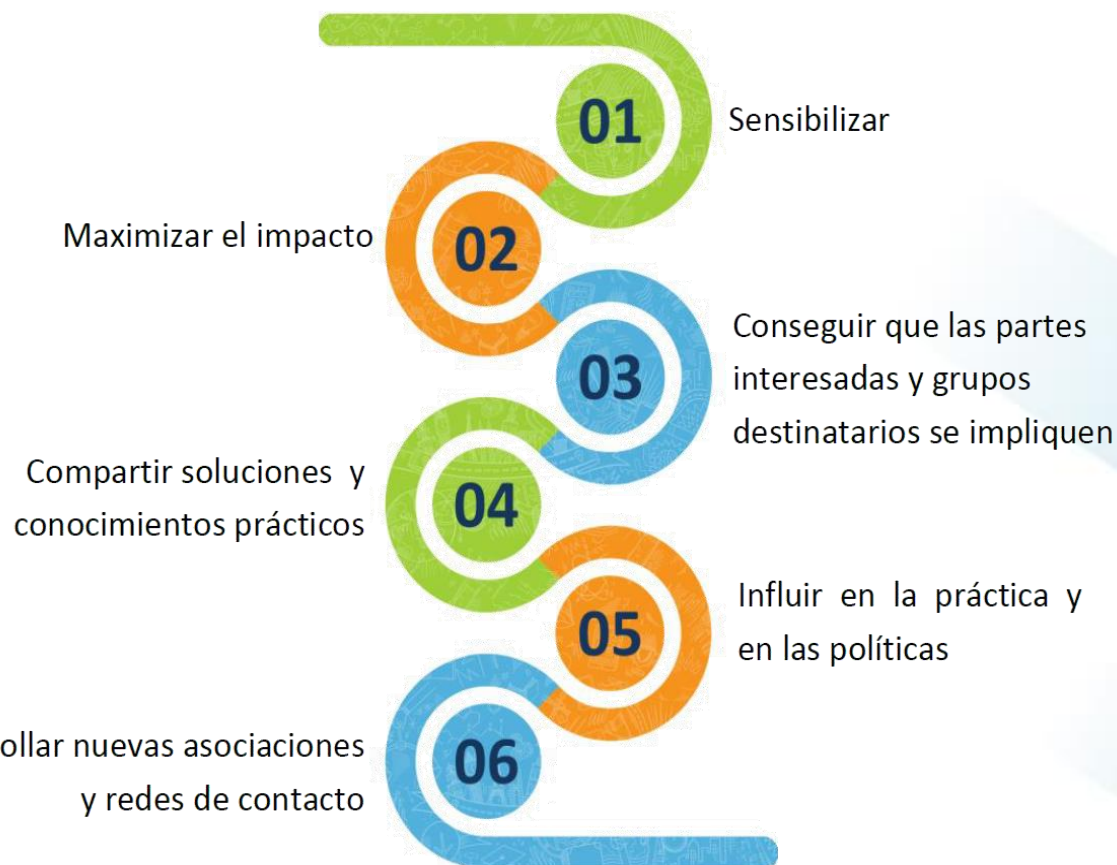 01
Sensibilizar
Maximizar el impacto
02
Conseguir que las partes
interesadas y grupos
destinatarios se impliquen
03
Compartir soluciones y
conocimientos prácticos
04
Influir en la práctica y
en las políticas
05
ollar nuevas asociaciones
y redes de contacto
06